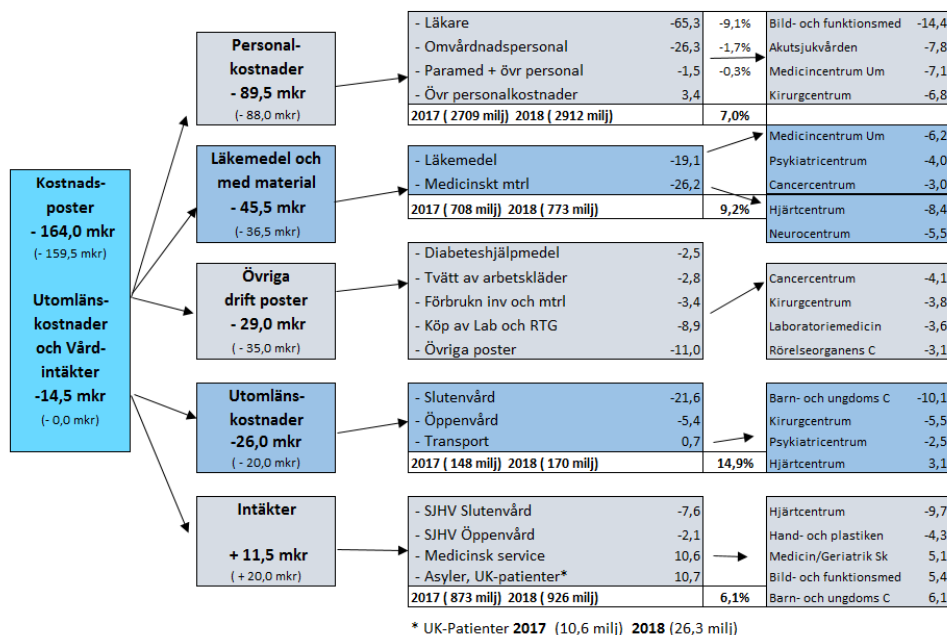 Kostnads-
poster
- 164,0 mkr
(- 159,5 mkr)
Utomläns-
kostnader
och Vård-
intäkter
-14,5 mkr
(- 0,0 mkr)
Personal-
kostnader
- 89,5 mkr
(- 88,0 mkr)
- Läkare -65,3 -9,1%
- Omvårdnadspersonal -26,3 -1,7%
- Paramed + övr personal -1,5 -0,3%
- Övr personalkostnader 3,4
2017 (2709 milj) 2018 ( 2912 milj) 7,0%
Bild- och funktionsmed -14,4
Akutsjukvården -7,8
Medicincentrum Um -7,1
Kirurgcentrum -6,8
Läkemedel och
med material
- 45,5 mkr
(- 36,5 mkr)
- Läkemedel -19,1
- Medicinskt mtrl -26,2
2017 ( 708 milj) 2018 ( 773 milj) 9,2%
Medicincentrum Um -6,2
Psykiatricentrum -4,0
Cancercentrum -3,0
Hjärtcentrum -8,4
Neurocentrum -5,5
Övriga
drift poster
- 29,0 mkr
( - 35,0 mkr)
- Diabeteshjälpmedel -2,5
- Tvätt av arbetskläder -2,8
- Förbrukn inv och mtrl -3,4
- Köp av Lab och RTG -8,9
- Övriga poster -11,0
Cancercentrum -4,1
Kirurgcentrum -3,8
Laboratoriemedicin -3,6
Rörelseorganens C -3,1
Utomläns-
kostnader
-26,0 mkr
( - 20,0 mkr)
- Slutenvård -21,6
- Öppenvård -5,4
- Transport 0,7
2017 ( 148 milj) 2018 ( 170 milj) 14,9%
Barn- och ungdoms C -10,1
Kirurgcentrum -5,5
Psykiatricentrum -2,5
Hjärtcentrum 3,1
Intäkter
+ 11,5 mkr
( + 20,0 mkr)
- SJHV Slutenvård -7,6
- SJHV Öppenvård -2,1
- Medicinsk service 10,6
- Asyler, UK-patienter* 10,7
2017 ( 873 milj) 2018 ( 926 milj) 6,1%
Hjärtcentrum -9,7
Hand- och plastiken -4,3
Medicin/Geriatrik Sk 5,1
Bild- och funktionsmed 5,4
Barn- och ungdoms C 6,1
* UK-Patienter 2017 (10,6 milj) 2018 (26,3 milj)